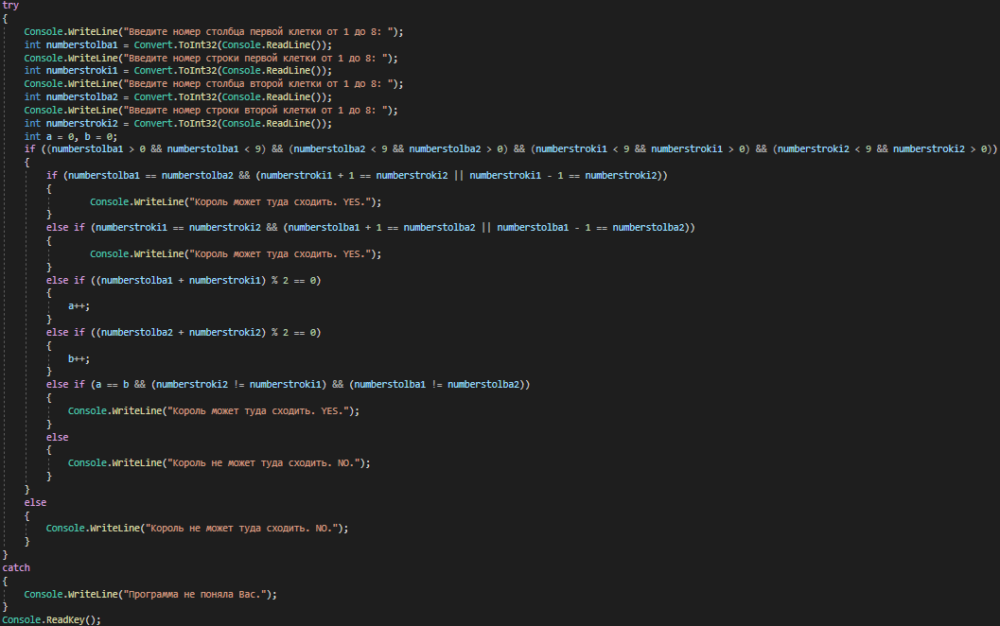 try
{
Console.WriteLine("Введите номер столбца первой клетки от 1 до 8: ");
int numberstolba1 = Convert.ToInt32(Console.ReadLine());
Console.WriteLine("Введите номер строки первой клетки от 1 до 8: ");
int numberstroki1 = Convert.ToInt32(Console.ReadLine());
Console.WriteLine("Введите номер столбца второй клетки от 1 до 8: ");
int numberstolba2 = Convert.ToInt32(Console.ReadLine());
Console.WriteLine("Введите номер строки второй клетки от 1 до 8: ");
int numberstroki2 = Convert.ToInt32(Console.ReadLine());
int a = 0, b = 0;
if ((numberstolba1 > 0 && numberstolba1 < 9) && (numberstolba2 < 9 && numberstolba2 > 0) && (numberstroki1 < 9 && numberstroki1 > 0) && (numberstroki2 < 9 && numberstroki2 > 0))
{
if (numberstolba1 == numberstolba2 && (numberstroki1 + 1 == numberstroki2 || numberstroki1 - 1 == numberstroki2))
{
Console.WriteLine("Король может туда сходить. YES.");
}
else if (numberstroki1 == numberstroki2 && (numberstolba1 + 1 == numberstolba2 || numberstolba1 - 1 == numberstolba2))
{
Console.WriteLine("Король может туда сходить. YES.");
}
else if ((numberstolba1 + numberstroki1) % 2 == 0)
{
a++;
}
else if ((numberstolba2 + numberstroki2) % 2 == 0)
{
b++;
}
else if (a == b && (numberstroki2 != numberstroki1) && (numberstolba1 != numberstolba2))
{
Console.WriteLine("Король может туда сходить. YES.");
}
else
{
Console.WriteLine("Король не может туда сходить. NO.");
}
}
else
{
Console.WriteLine("Король не может туда сходить. NO.");
}
}
catch
{
Console.WriteLine("Программа не поняла Вас.");
}
Console.ReadKey();